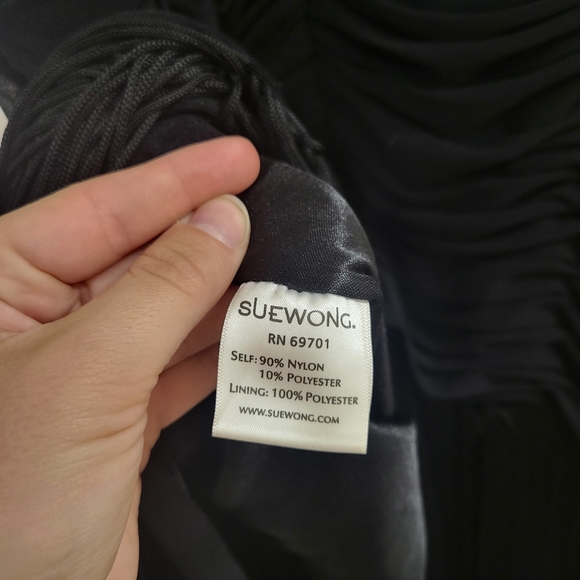 SUEWONG.
RN 69701
SELF: 90% NYLON
10% POLYESTER
LINING: 100% POLYESTER
WWW.SUEWONG.COM